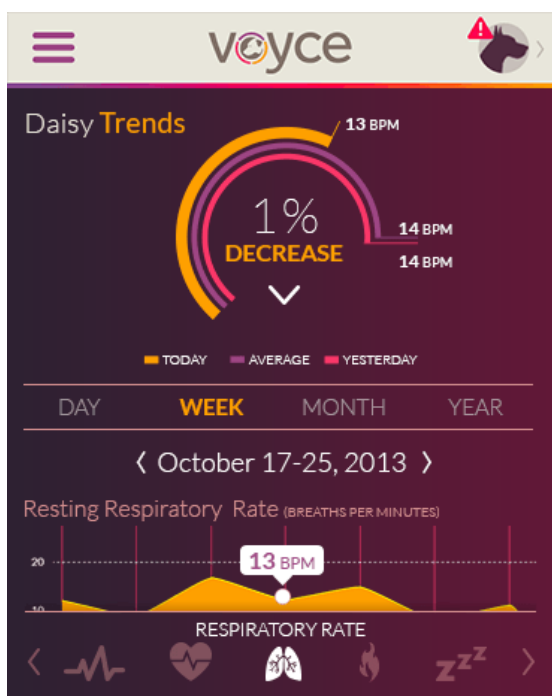 voyce
Daisy Trends
13 BPM
1%
DECREASE
14 BPM
14 BPM
TODAY AVERAGE YESTERDAY
DAY WEEK MONTH YEAR
October 17-25, 2013
Resting Respiratory Rate (BREATHS PER MINUTES)
20
13 BPM
10
RESPIRATORY RATE
zzz